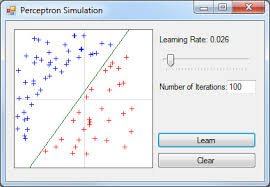 Perceptron Simulation
Learning Rate: 0.026
Number of Iterations: 100
Learn
Clear